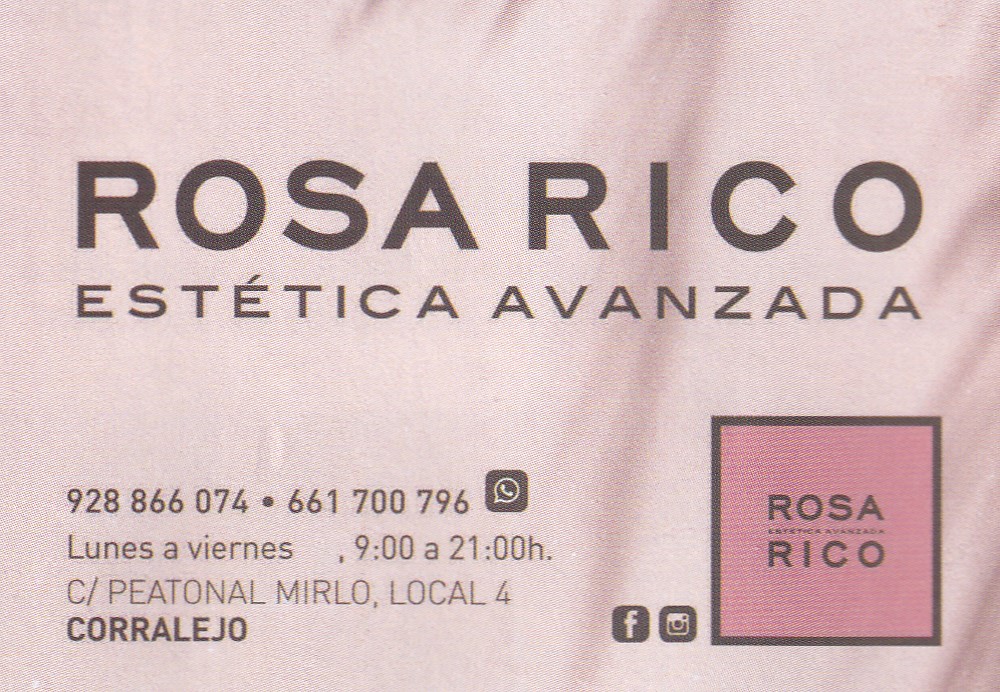 ROSA RICO
ESTÉTICA AVANZADA
928 866 074 • 661 700 796
Lunes a viernes , 9:00 a 21:00h.
C/ PEATONAL MIRLO, LOCAL 4
CORRALEJO
ROSA
ESTÉTICA AVANZADA
RICO